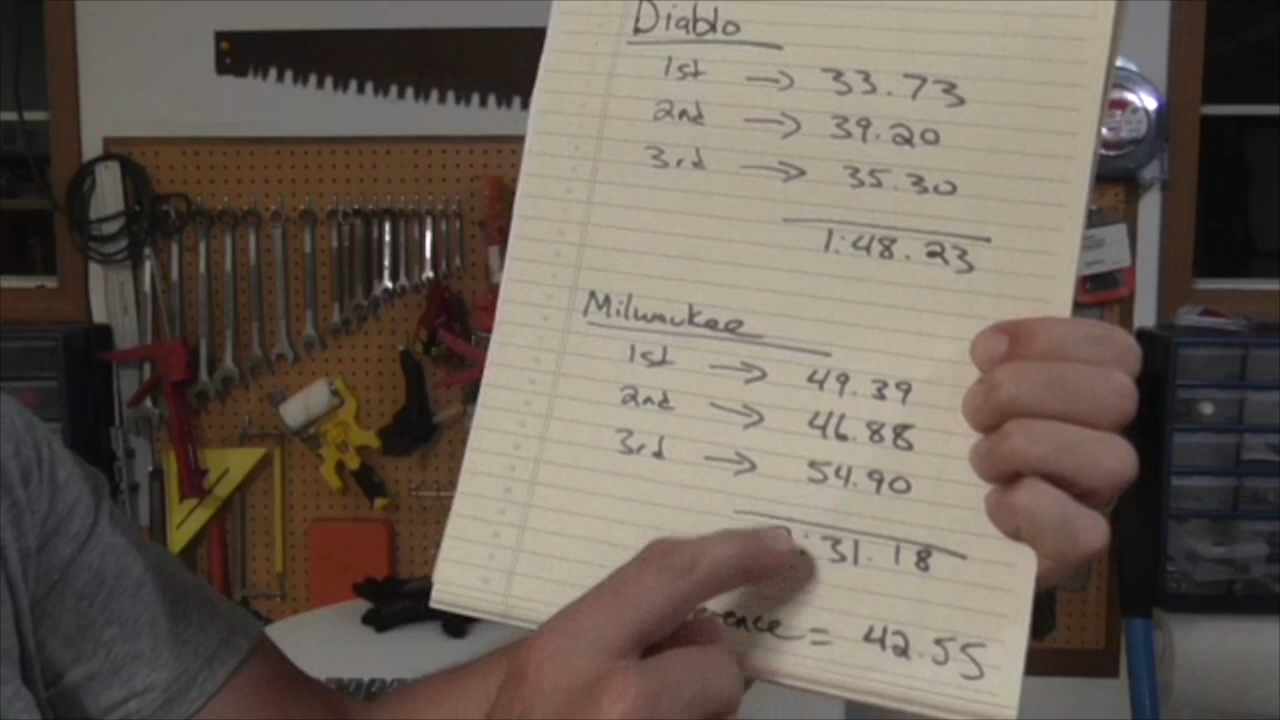 Diablo
1st → 33.73
2nd → 39.20
3rd → 35.30
1:48.23
Milwaukee
1st → 49.39
2nd → 46.88
3rd → 54.90
:31.18
ence = 42.55